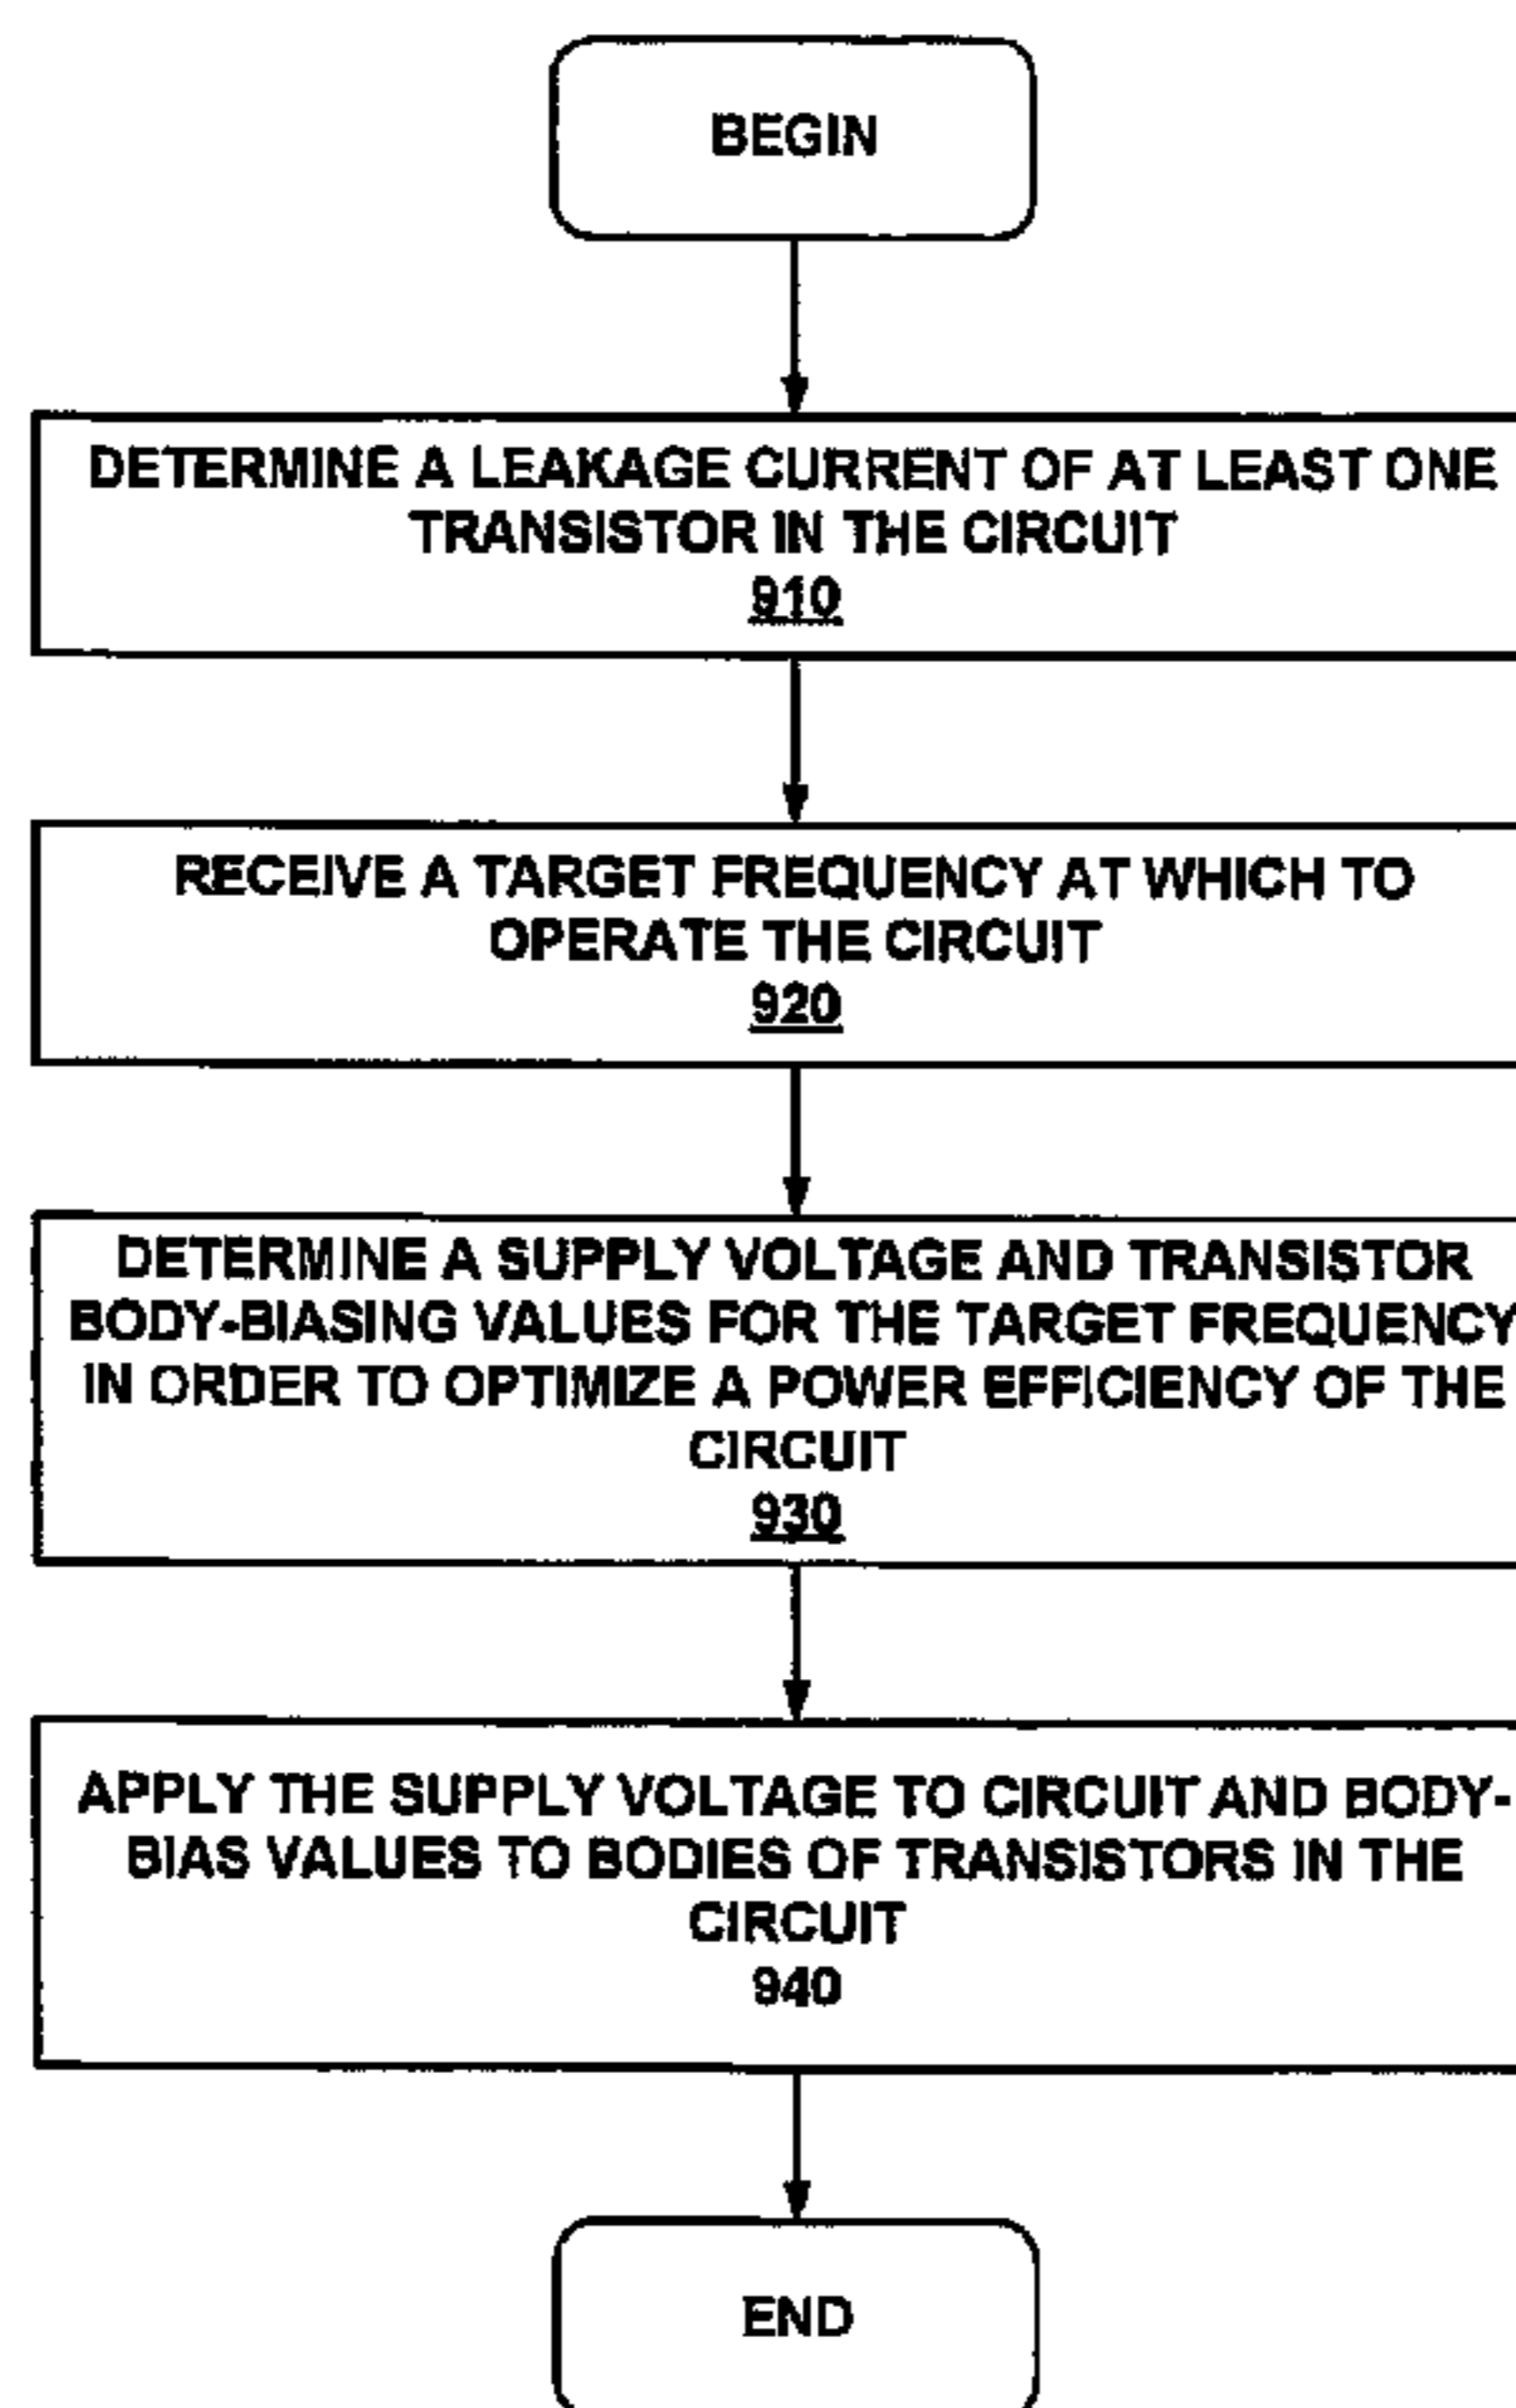 BEGIN
DETERMINE A LEAKAGE CURRENT OF AT LEAST ONE
TRANSISTOR IN THE CIRCUIT
910
RECEIVE A TARGET FREQUENCY AT WHICH TO
OPERATE THE CIRCUIT
920
DETERMINE A SUPPLY VOLTAGE AND TRANSISTOR
BODY-BIASING VALUES FOR THE TARGET FREQUENCY
IN ORDER TO OPTIMIZE A POWER EFFICIENCY OF THE
CIRCUIT
930
APPLY THE SUPPLY VOLTAGE TO CIRCUIT AND BODY-
BIAS VALUES TO BODIES OF TRANSISTORS IN THE
CIRCUIT
940
END